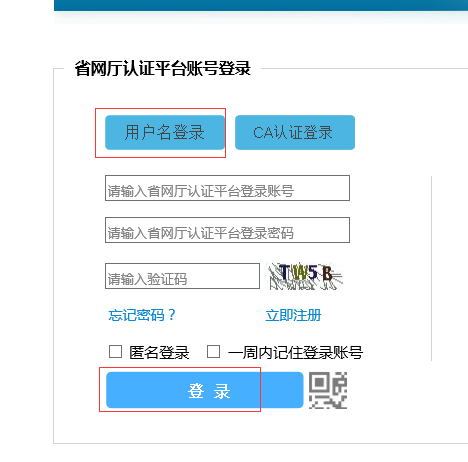 省网厅认证平台账号登录
用户名登录 CA认证登录
请输入省网厅认证平台登录账号
请输入省网厅认证平台登录密码
请输入验证码 TW5B
忘记密码？ 立即注册
匿名登录 一周内记住登录账号
登 录